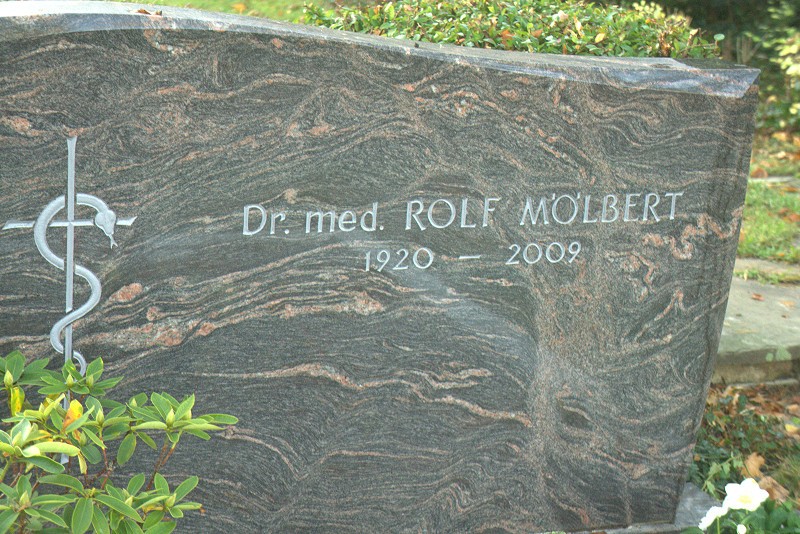 Dr. med. ROLF MÖLBERT
1920 – 2009